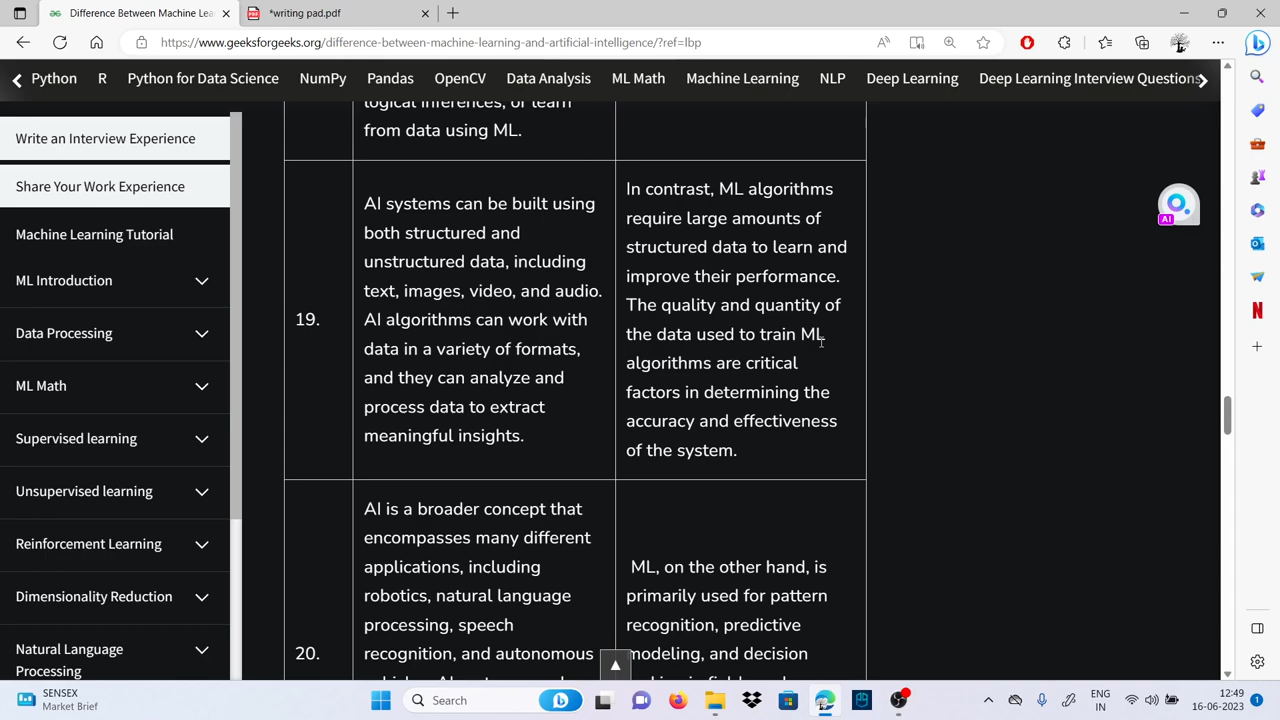 Difference Between Machine Lea
*writing pad.pdf
https://www.geeksforgeeks.org/difference-between-machine-learning-and-artificial-intelligence/?ref=lbp
Python
R
Python for Data Science
NumPy
Pandas
OpenCV
Data Analysis
ML Math
Machine Learning
NLP
Deep Learning
Deep Learning Interview Questions
Write an Interview Experience
Share Your Work Experience
Machine Learning Tutorial
ML Introduction
Data Processing
ML Math
Supervised learning
Unsupervised learning
Reinforcement Learning
Dimensionality Reduction
Natural Language
Processing
logical inferences, or learn
from data using ML.
19.
AI systems can be built using
both structured and
unstructured data, including
text, images, video, and audio.
AI algorithms can work with
data in a variety of formats,
and they can analyze and
process data to extract
meaningful insights.
In contrast, ML algorithms
require large amounts of
structured data to learn and
improve their performance.
The quality and quantity of
the data used to train ML
algorithms are critical
factors in determining the
accuracy and effectiveness
of the system.
20.
AI is a broader concept that
encompasses many different
applications, including
robotics, natural language
processing, speech
recognition, and autonomous
ML, on the other hand, is
primarily used for pattern
recognition, predictive
modeling, and decision
AI
SENSEX
Market Brief
Search
ENG
IN
12:49
16-06-2023